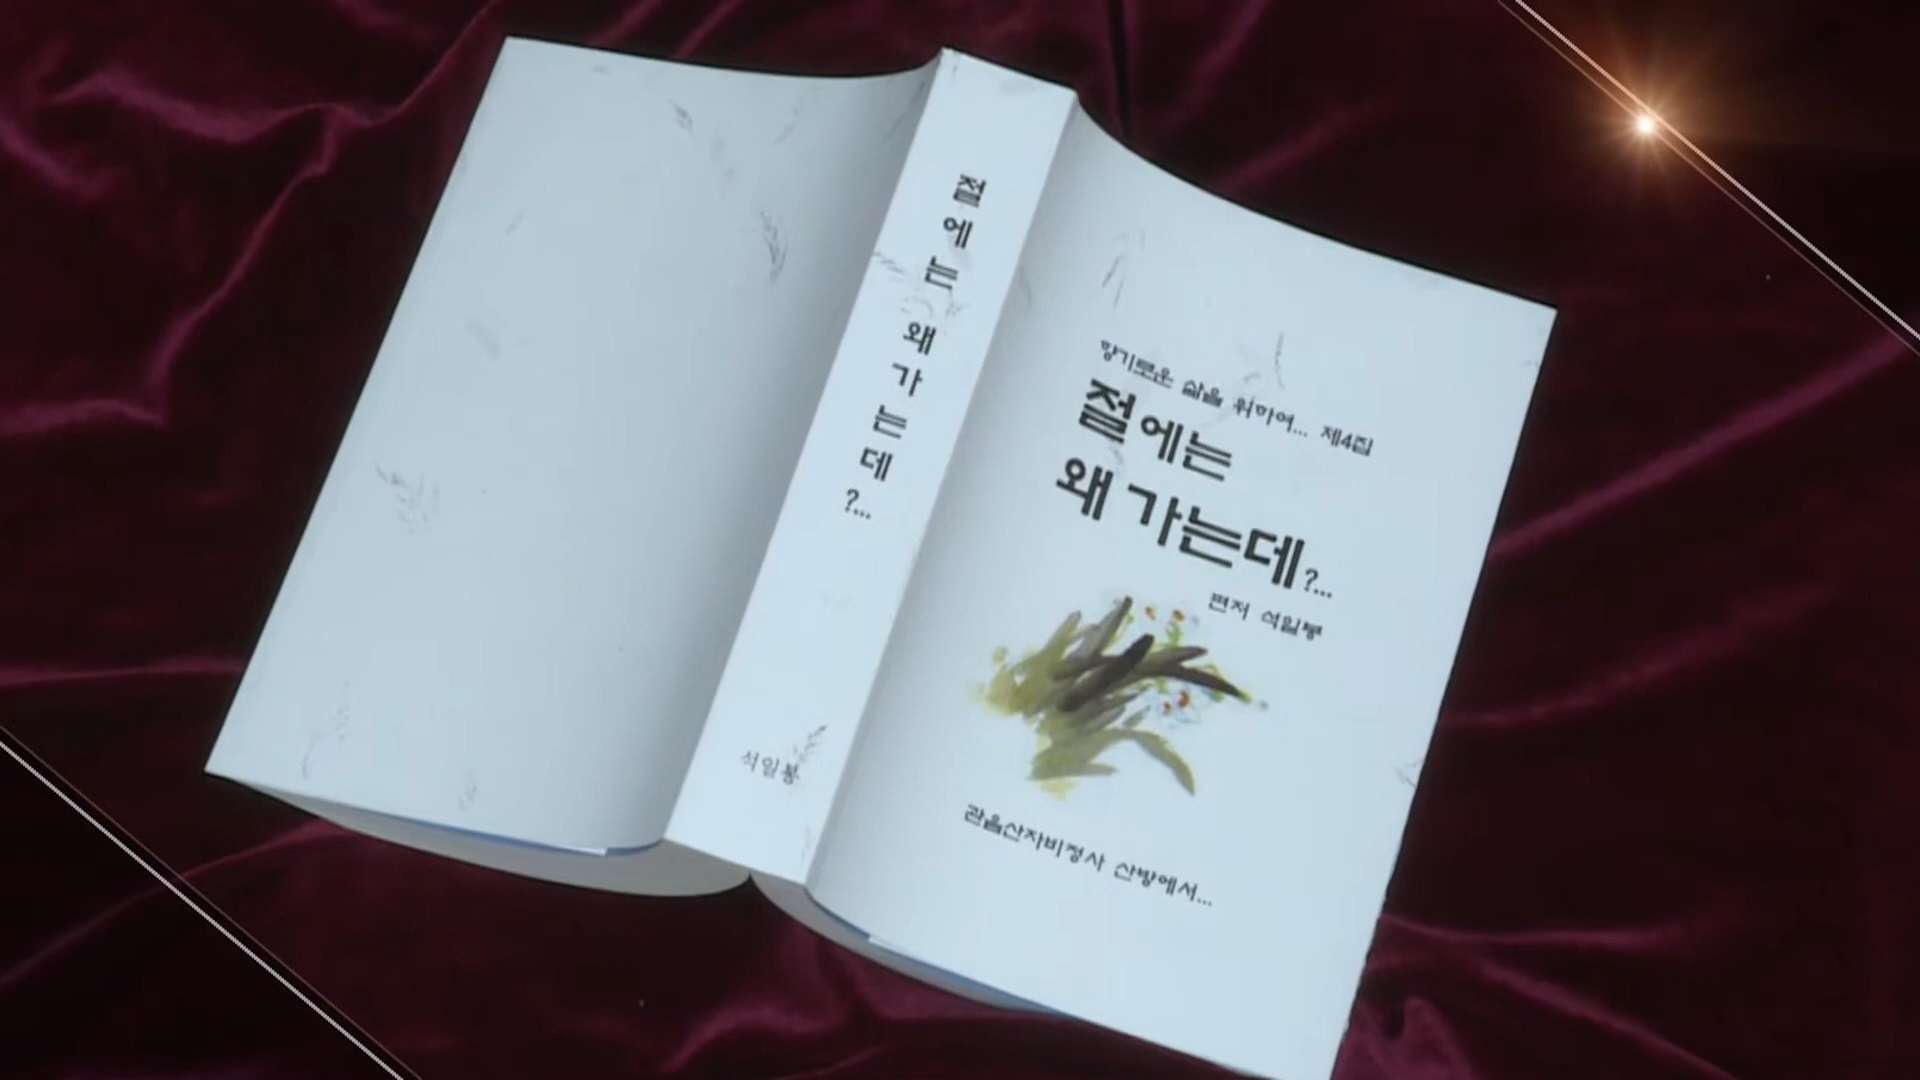 절에는 왜가는데?...
석일붕
향기로운 삶을 위하여... 제4집
절에는
왜 가는데?...
편저 석일붕
관음산자비정사 산방에서...